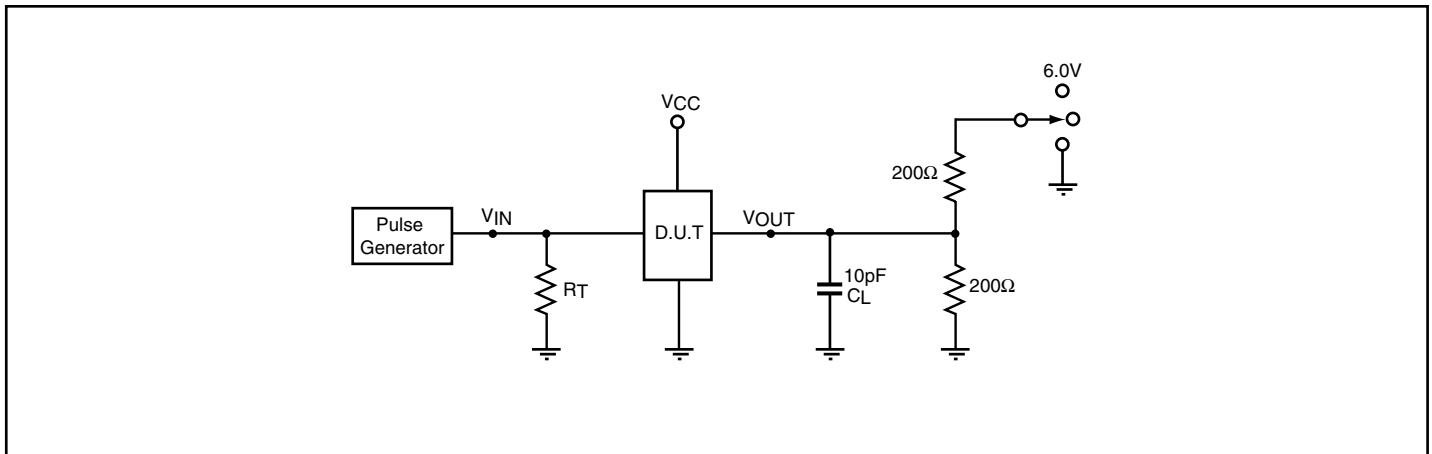 6.0V
VCC
200Ω
Pulse
Generator
VIN
D.U.T
VOUT
RT
10pF
CL
200Ω